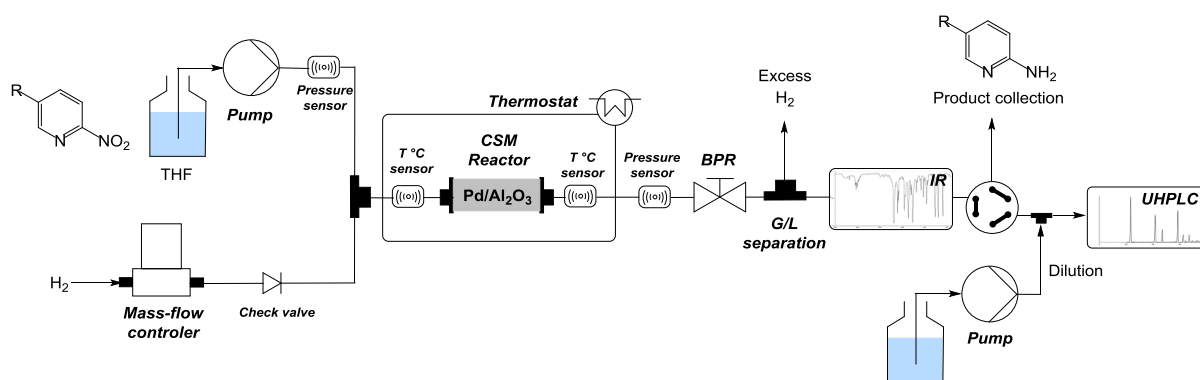 R
N
NO₂
THF
Pump
Pressure
sensor
H₂
Mass-flow
controler
Check valve
Thermostat
T °C
sensor
CSM
Reactor
Pd/Al₂O₃
T °C
sensor
Pressure
sensor
BPR
Excess
H₂
G/L
separation
IR
R
N
NH₂
Product collection
UHPLC
Dilution
Pump